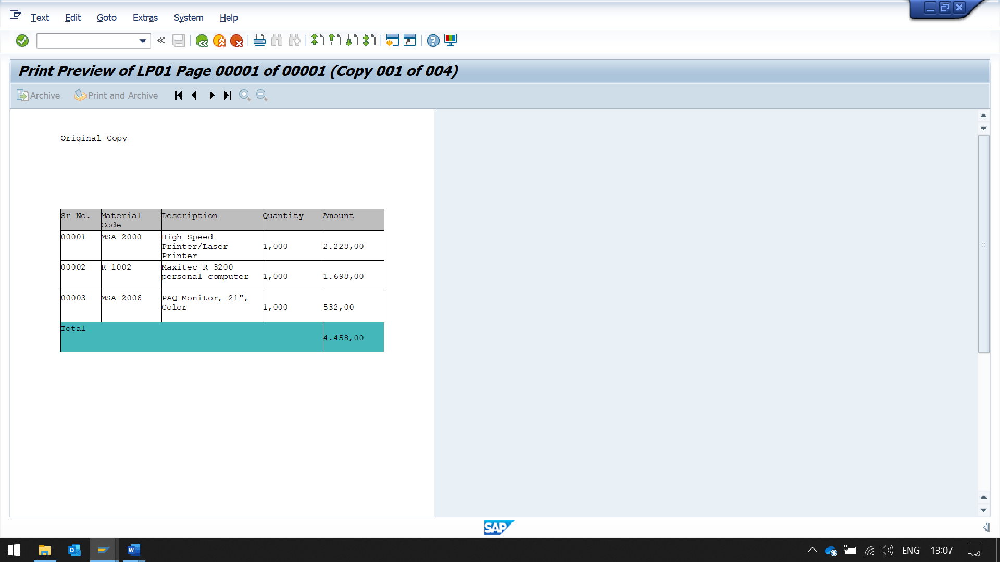 Text Edit Goto Extras System Help
Print Preview of LP01 Page 00001 of 00001 (Copy 001 of 004)
Archive Print and Archive
Original Copy
Sr No. Material Description Quantity Amount
Code
00001 MSA-2000 High Speed
Printer/Laser 1,000 2.228,00
Printer
00002 R-1002 Maxitec R 3200
personal computer 1,000 1.698,00
00003 MSA-2006 PAQ Monitor, 21",
Color 1,000 532,00
Total
4.458,00
SAP
ENG 13:07